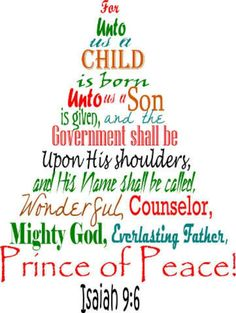 For
Unto
us a
CHILD
is born
Unto us a Son
is given, and the
Government shall be
Upon His shoulders,
and His Name shall be called,
Wonderful, Counselor,
Mighty God, Everlasting Father,
Prince of Peace!
Isaiah 9:6